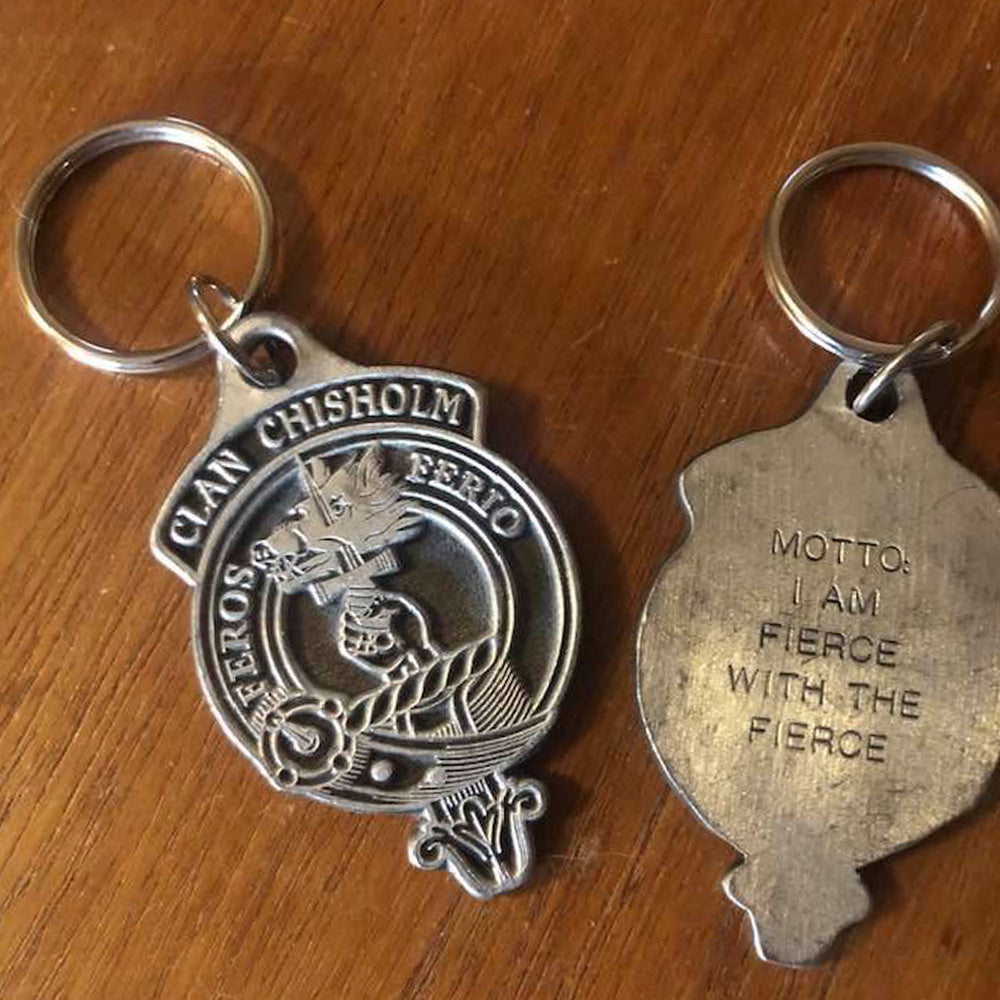 CLAN CHISHOLM
FEROS FERIO
MOTTO:
I AM
FIERCE
WITH THE
FIERCE